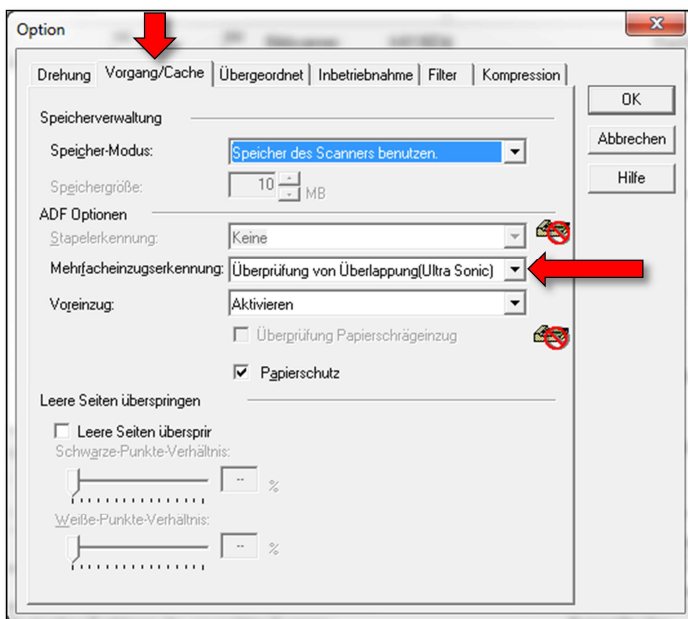 Option
Drehung Vorgang/Cache Übergeordnet Inbetriebnahme Filter Kompression
OK
Abbrechen
Hilfe
Speicherverwaltung
Speicher-Modus: Speicher des Scanners benutzen.
Speichergröße: 10 MB
ADF Optionen
Stapelerkennung: Keine
Mehrfacheinzugserkennung: Überprüfung von Überlappung(Ultra Sonic)
Voreinzug: Aktivieren
Überprüfung Papierschrägeinzug
Papierschutz
Leere Seiten überspringen
Leere Seiten überspr
Schwarze-Punkte-Verhältnis:
-- %
Weiße-Punkte-Verhältnis:
-- %